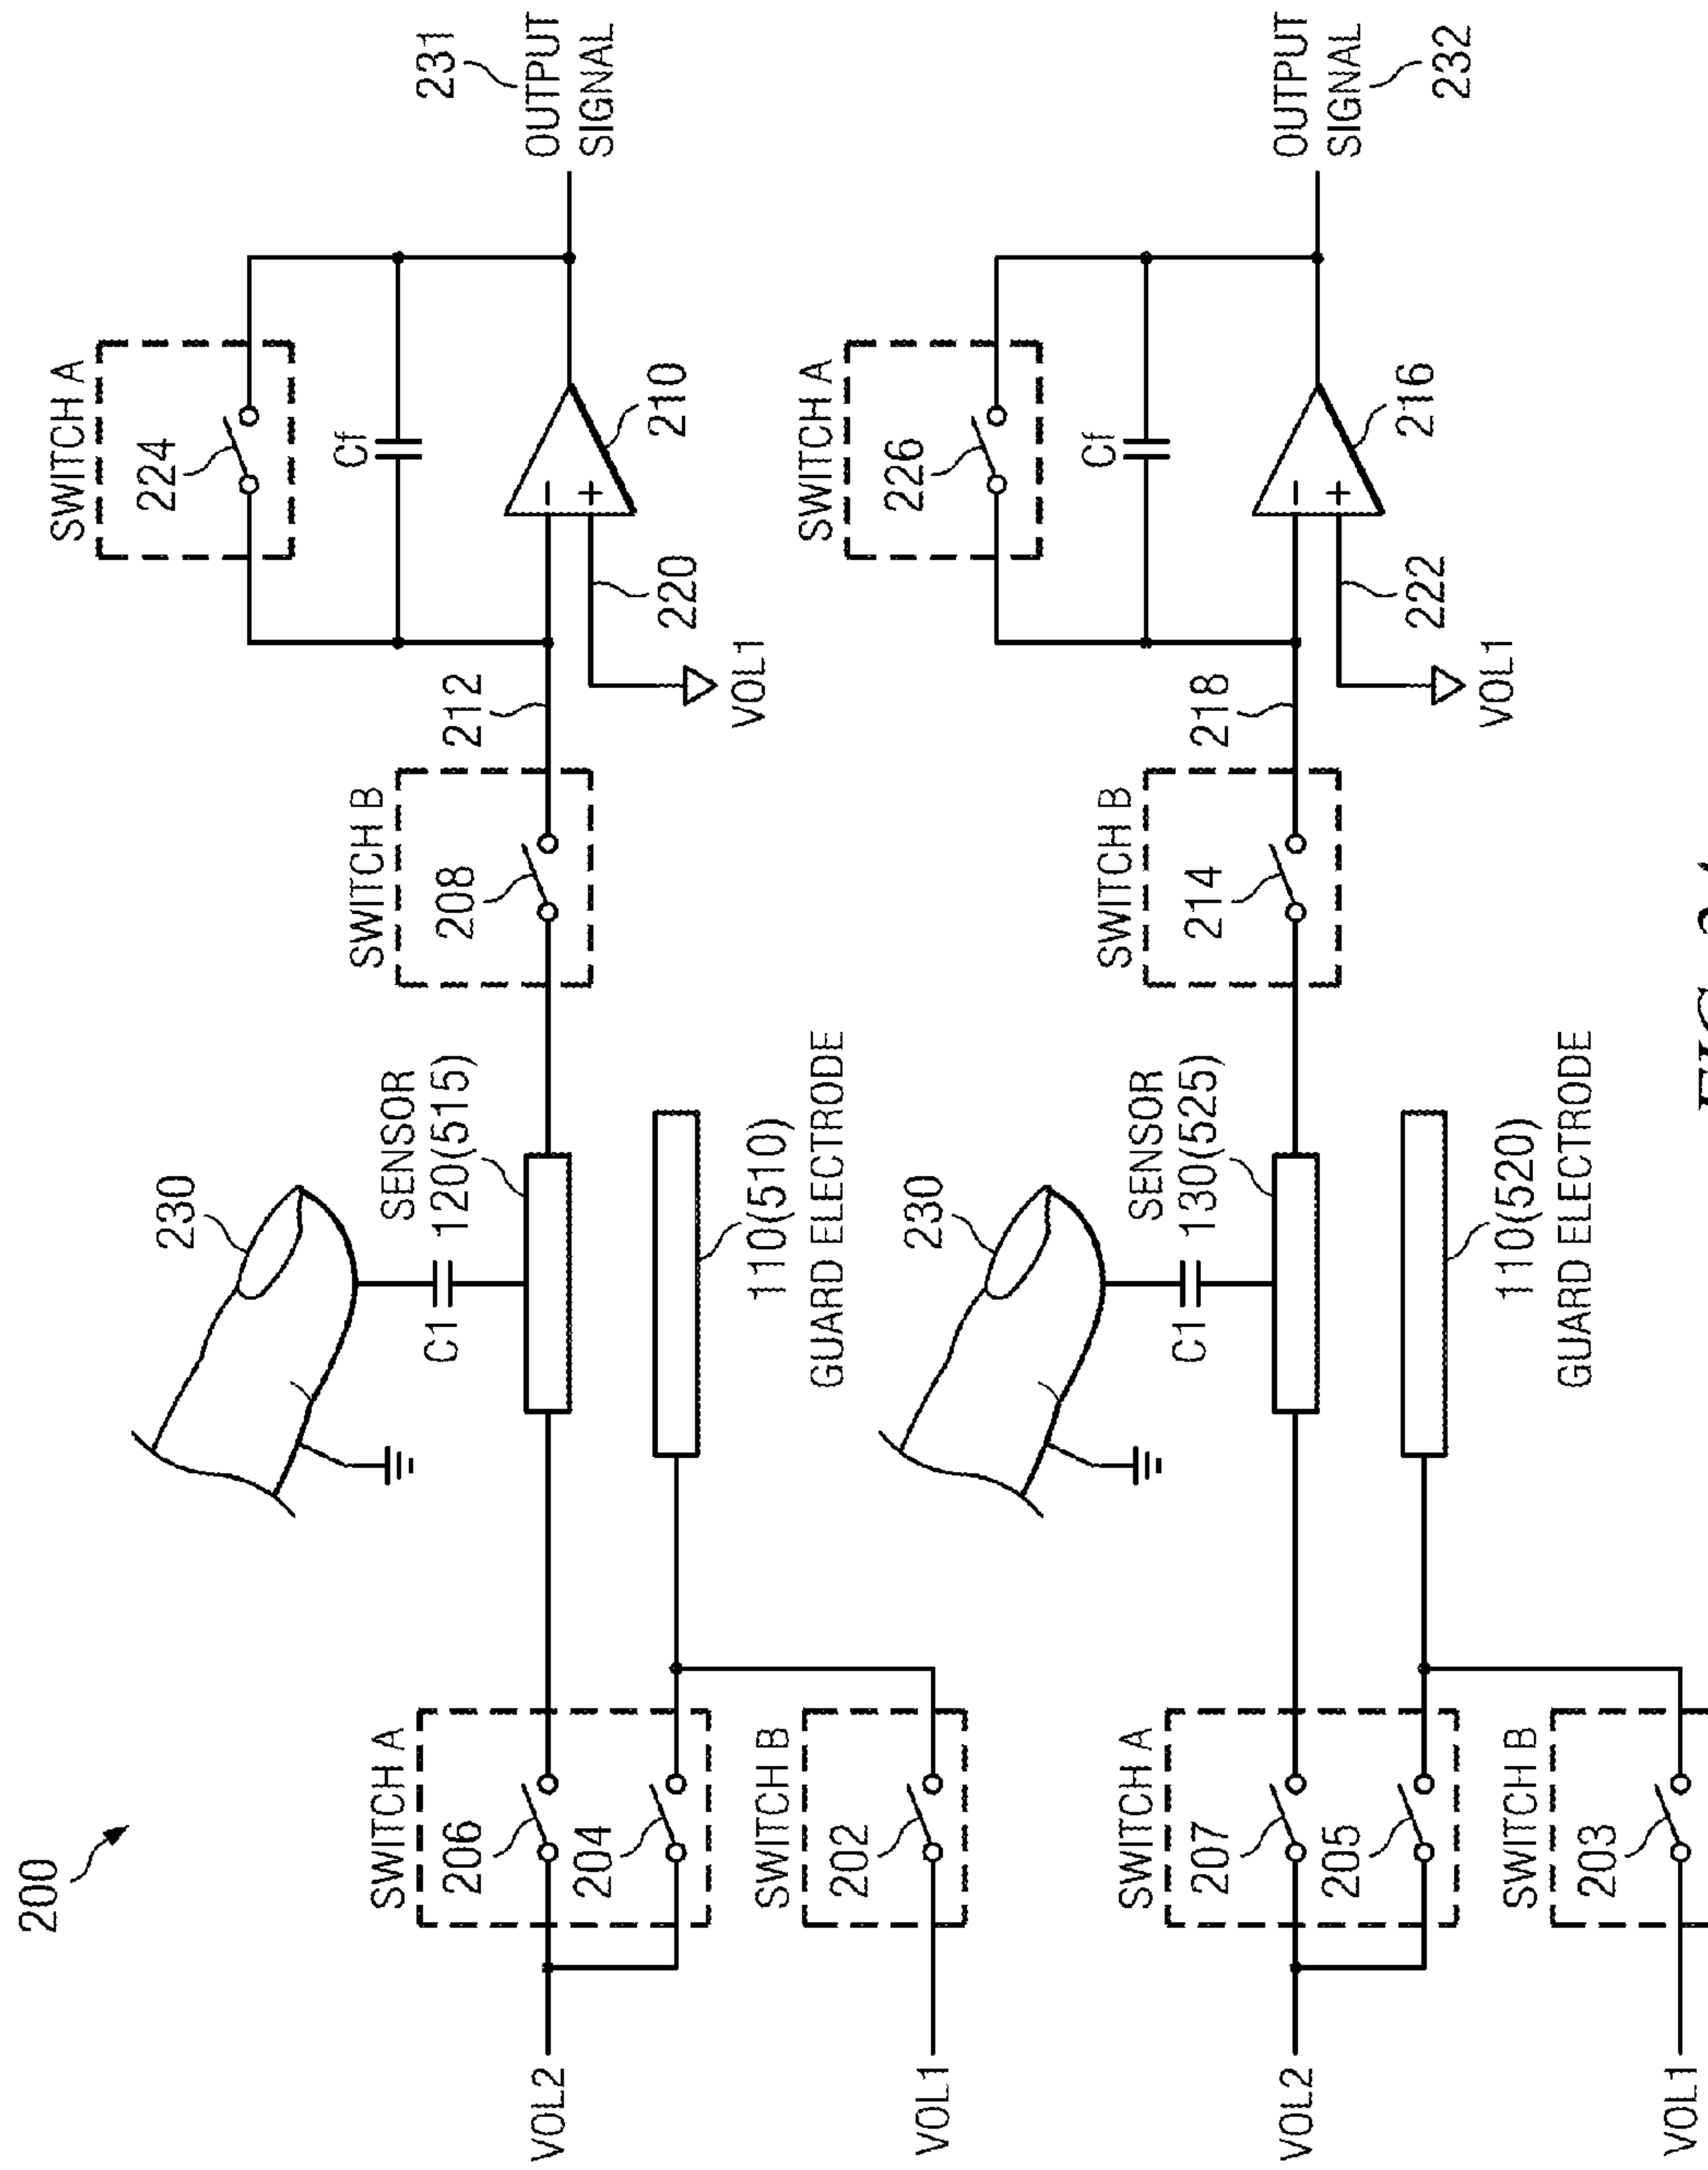 200
SWITCH A
224
Cf
231
OUTPUT
SIGNAL
210
220
VOL1
212
SWITCH B
208
230
C1
SENSOR
120(515)
110(510)
GUARD ELECTRODE
SWITCH A
206
204
SWITCH B
202
VOL2
VOL1
SWITCH A
226
Cf
OUTPUT
SIGNAL
232
216
222
VOL1
218
SWITCH B
214
230
C1
SENSOR
130(525)
110(520)
GUARD ELECTRODE
SWITCH A
207
205
SWITCH B
203
VOL2
VOL1